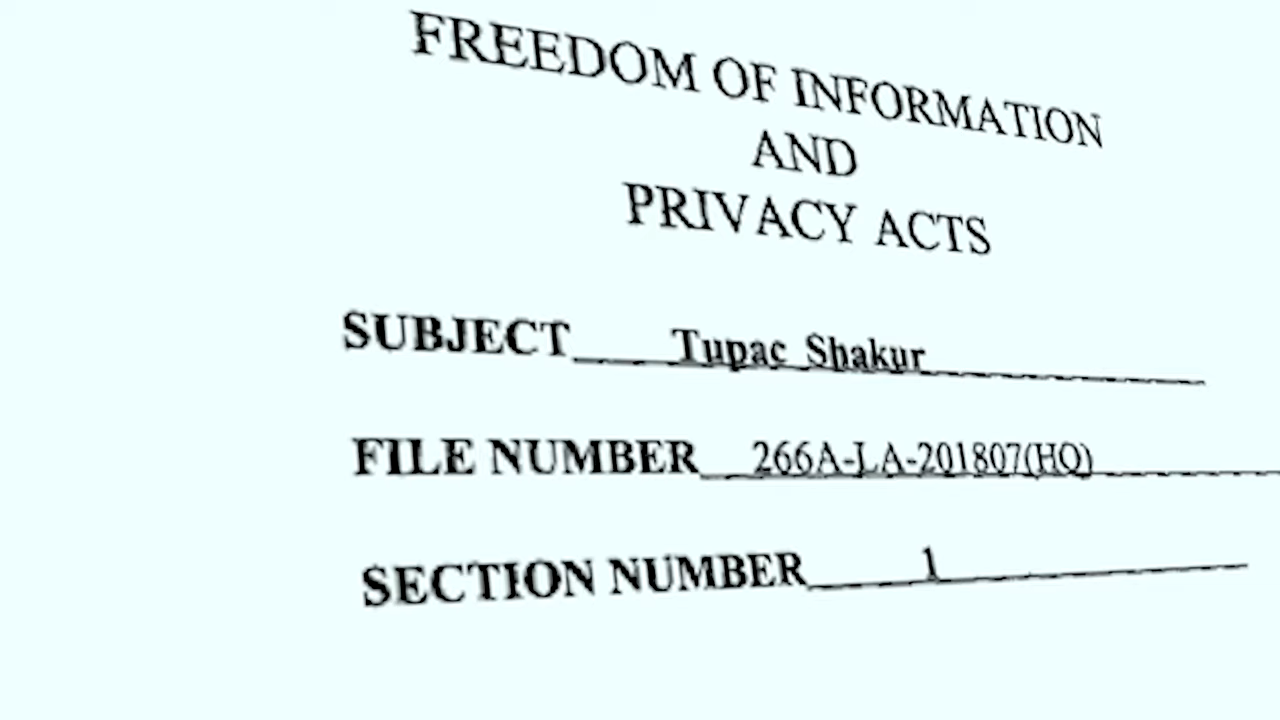 FREEDOM OF INFORMATION
AND
PRIVACY ACTS
SUBJECT Tupac Shakur
FILE NUMBER 266A-LA-201807(HQ)
SECTION NUMBER 1